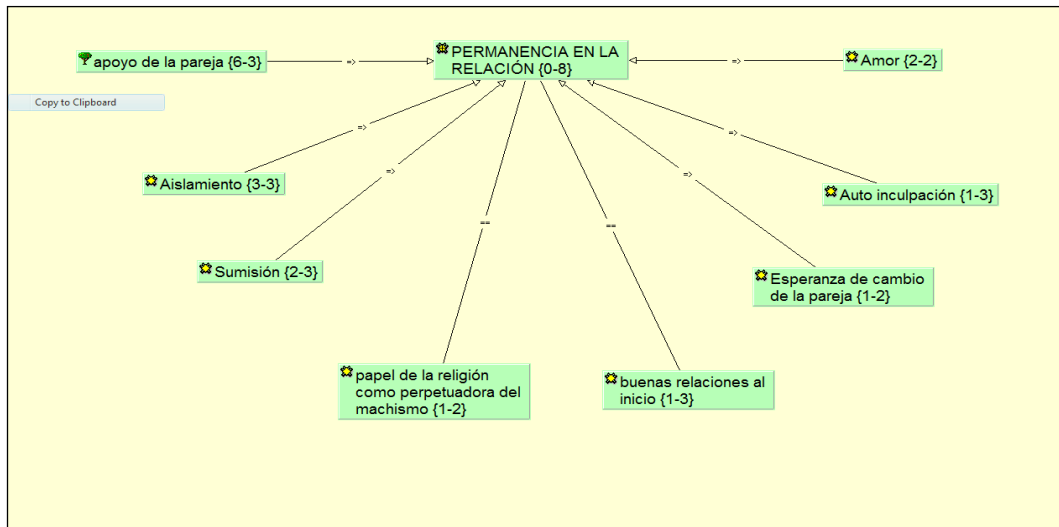 apoyo de la pareja {6-3}
=>
PERMANENCIA EN LA
RELACIÓN {0-8}
=>
Amor {2-2}
Copy to Clipboard
=>
=>
=>
=>
Aislamiento {3-3}
Auto inculpación {1-3}
==
==
Sumisión {2-3}
Esperanza de cambio
de la pareja {1-2}
papel de la religión
como perpetuadora del
machismo {1-2}
buenas relaciones al
inicio {1-3}